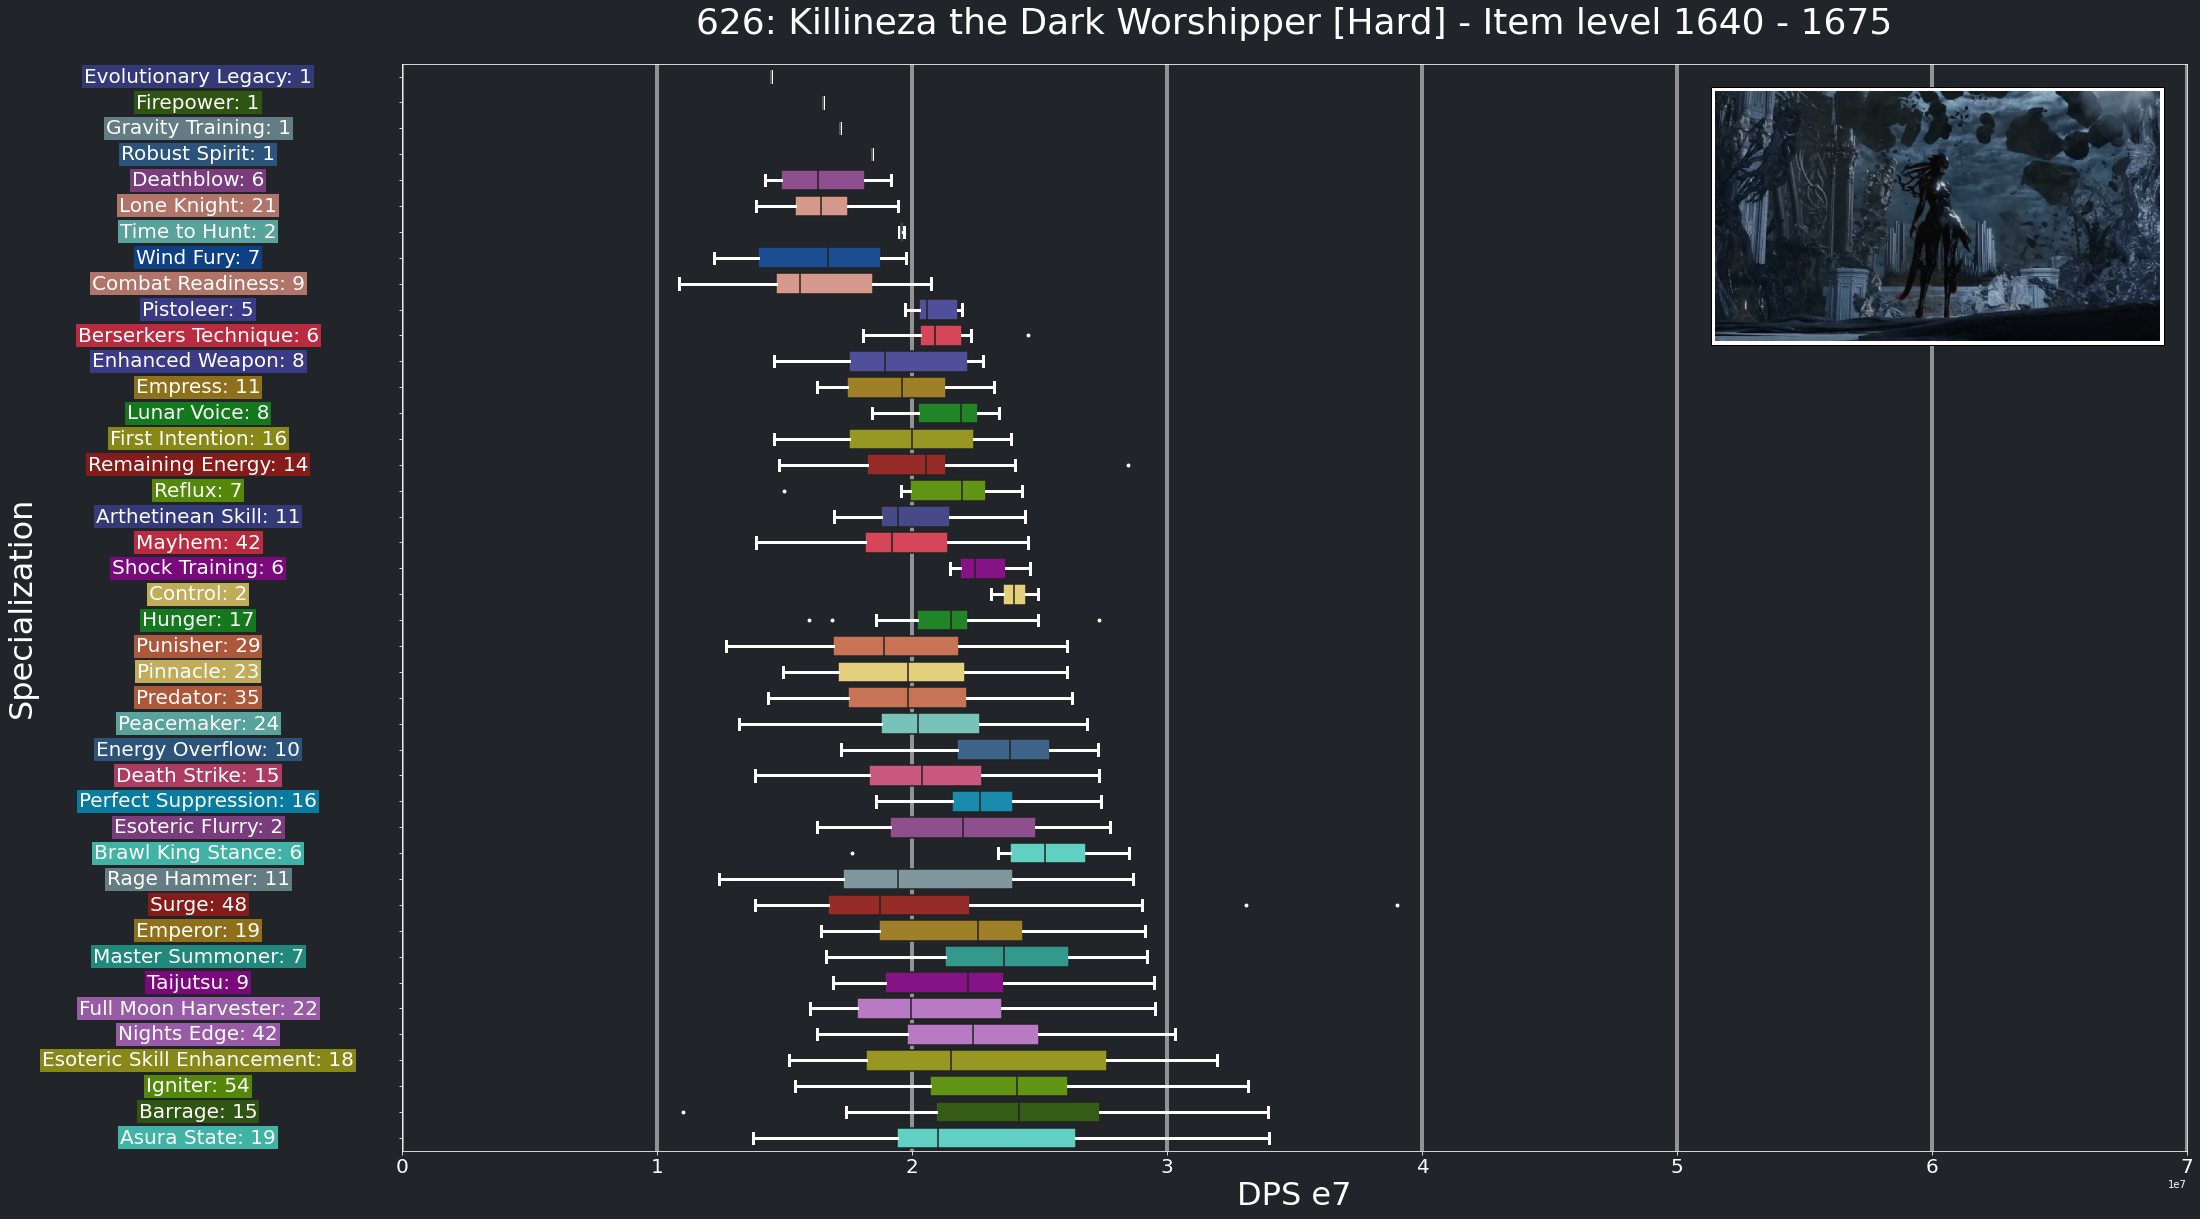 626: Killineza the Dark Worshipper [Hard] - Item level 1640 - 1675
Specialization
Evolutionary Legacy: 1
Firepower: 1
Gravity Training: 1
Robust Spirit: 1
Deathblow: 6
Lone Knight: 21
Time to Hunt: 2
Wind Fury: 7
Combat Readiness: 9
Pistoleer: 5
Berserkers Technique: 6
Enhanced Weapon: 8
Empress: 11
Lunar Voice: 8
First Intention: 16
Remaining Energy: 14
Reflux: 7
Arthetinean Skill: 11
Mayhem: 42
Shock Training: 6
Control: 2
Hunger: 17
Punisher: 29
Pinnacle: 23
Predator: 35
Peacemaker: 24
Energy Overflow: 10
Death Strike: 15
Perfect Suppression: 16
Esoteric Flurry: 2
Brawl King Stance: 6
Rage Hammer: 11
Surge: 48
Emperor: 19
Master Summoner: 7
Taijutsu: 9
Full Moon Harvester: 22
Nights Edge: 42
Esoteric Skill Enhancement: 18
Igniter: 54
Barrage: 15
Asura State: 19
0 1 2 3 4 5 6 7
1e7
DPS e7